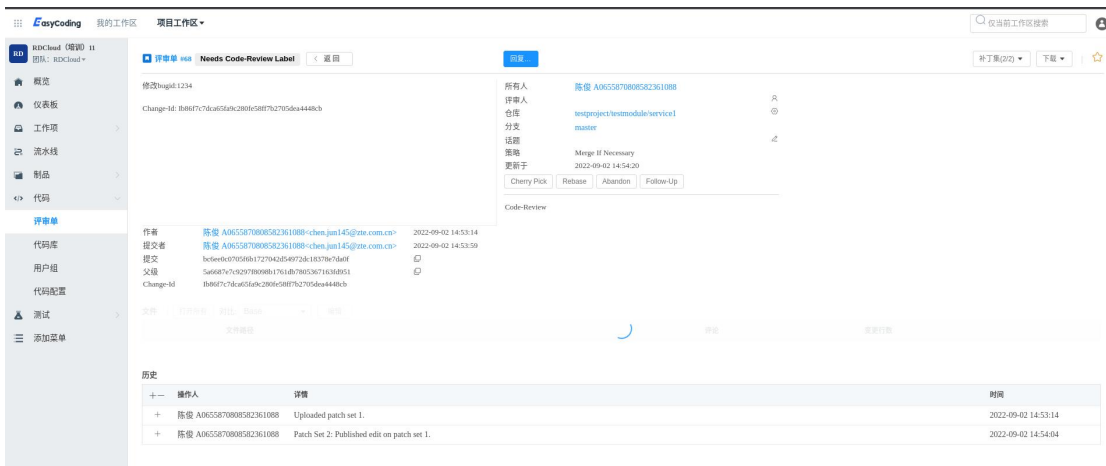 EasyCoding 我的工作区 项目工作区
仅当前工作区搜索
RD RDCloud（培训）11
团队：RDCloud
评审单 #68 Needs Code-Review Label < 返回 回复... 补丁集(2/2) 下载
概览
仪表板
工作项
流水线
制品
代码
评审单
代码库
用户组
代码配置
测试
添加菜单
修改bugid:1234
Change-Id: Ib86f7c7dca65fa9c280fe58ff7b2705dea4448cb
所有人 陈俊 A0655870808582361088
评审人
仓库 testproject/testmodule/service1
分支 master
话题
策略 Merge If Necessary
更新于 2022-09-02 14:54:20
Cherry Pick Rebase Abandon Follow-Up
Code-Review
作者 陈俊 A0655870808582361088<chen.jun145@zte.com.cn> 2022-09-02 14:53:14
提交者 陈俊 A0655870808582361088<chen.jun145@zte.com.cn> 2022-09-02 14:53:59
提交 bc6ee0c0705f6b1727042d54972dc18378e7da0f
父级 5a6687e7c9297f8098b1761db7805367163fd951
Change-Id Ib86f7c7dca65fa9c280fe58ff7b2705dea4448cb
文件路径 评论 变更行数
历史
操作人 详情 时间
陈俊 A0655870808582361088 Uploaded patch set 1. 2022-09-02 14:53:14
陈俊 A0655870808582361088 Patch Set 2: Published edit on patch set 1. 2022-09-02 14:54:04